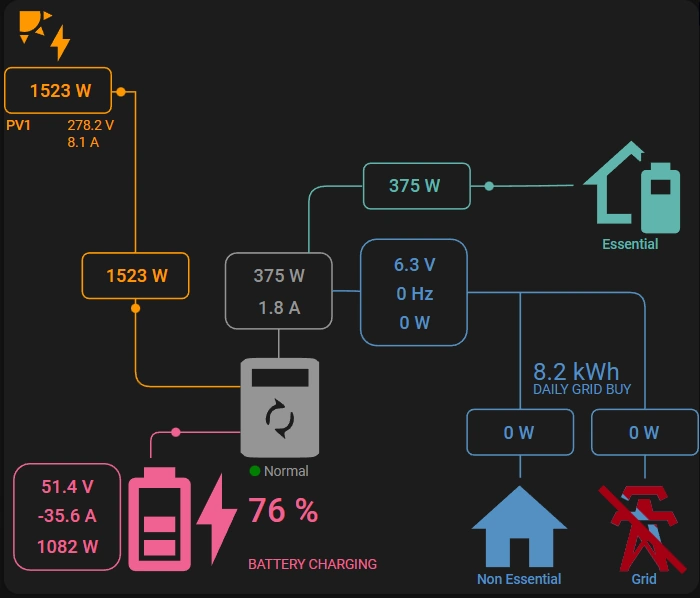 1523 W
PV1 278.2 V
8.1 A
375 W
Essential
1523 W
375 W
1.8 A
6.3 V
0 Hz
0 W
8.2 kWh
DAILY GRID BUY
0 W
0 W
Normal
51.4 V
-35.6 A
1082 W
76 %
BATTERY CHARGING
Non Essential
Grid